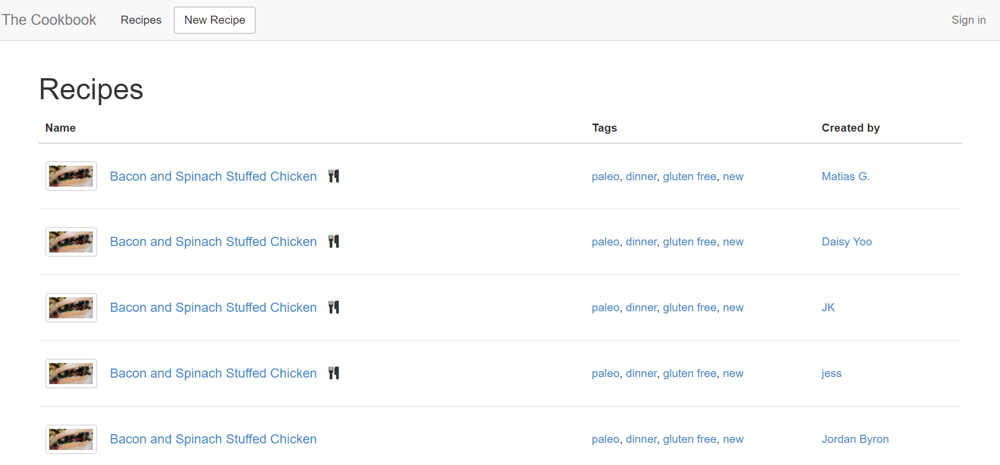 The Cookbook Recipes New Recipe Sign in
Recipes
Name Tags Created by
Bacon and Spinach Stuffed Chicken paleo, dinner, gluten free, new Matias G.
Bacon and Spinach Stuffed Chicken paleo, dinner, gluten free, new Daisy Yoo
Bacon and Spinach Stuffed Chicken paleo, dinner, gluten free, new JK
Bacon and Spinach Stuffed Chicken paleo, dinner, gluten free, new jess
Bacon and Spinach Stuffed Chicken paleo, dinner, gluten free, new Jordan Byron